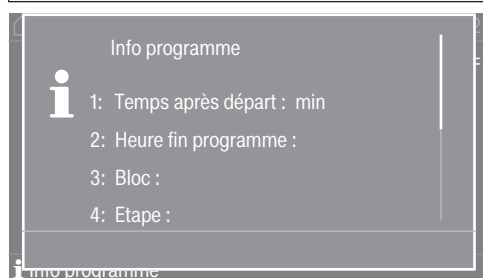 Info programme
1: Temps après départ : min
2: Heure fin programme :
3: Bloc :
4: Etape :
Info programme